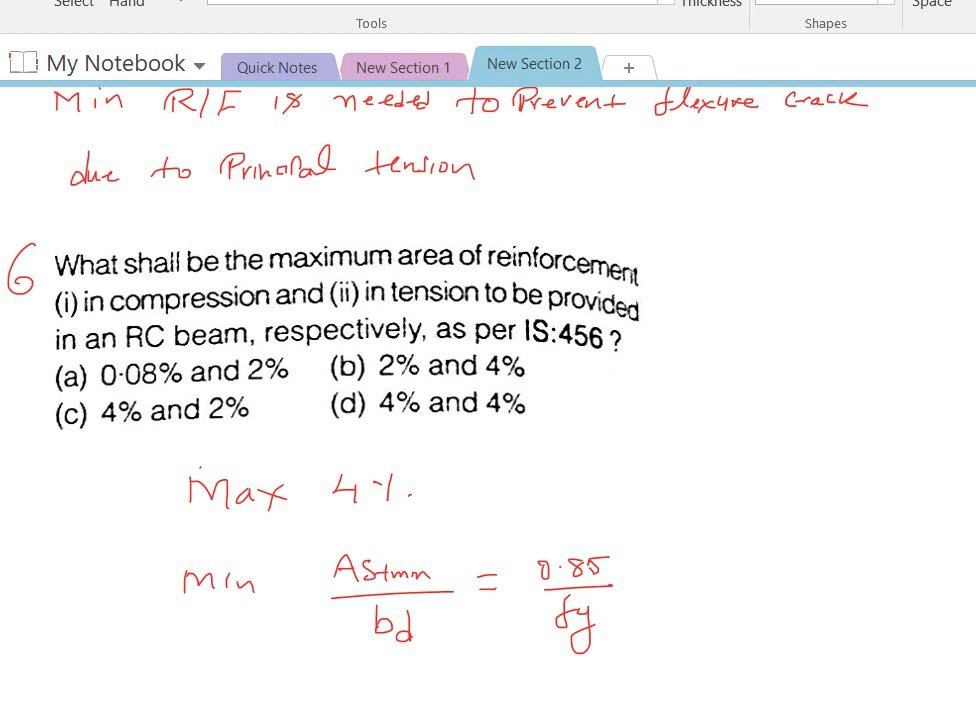 Select Hand
Thickness
Space
Tools
Shapes
My Notebook
Quick Notes
New Section 1
New Section 2
+
Min R/F is needed to Prevent flexure crack
due to Prinopal tension
6
What shall be the maximum area of reinforcement
(i) in compression and (ii) in tension to be provided
in an RC beam, respectively, as per IS:456 ?
(a) 0·08% and 2% (b) 2% and 4%
(c) 4% and 2% (d) 4% and 4%
Max 4%.
Min Astmn / bd = 0.85 / fy